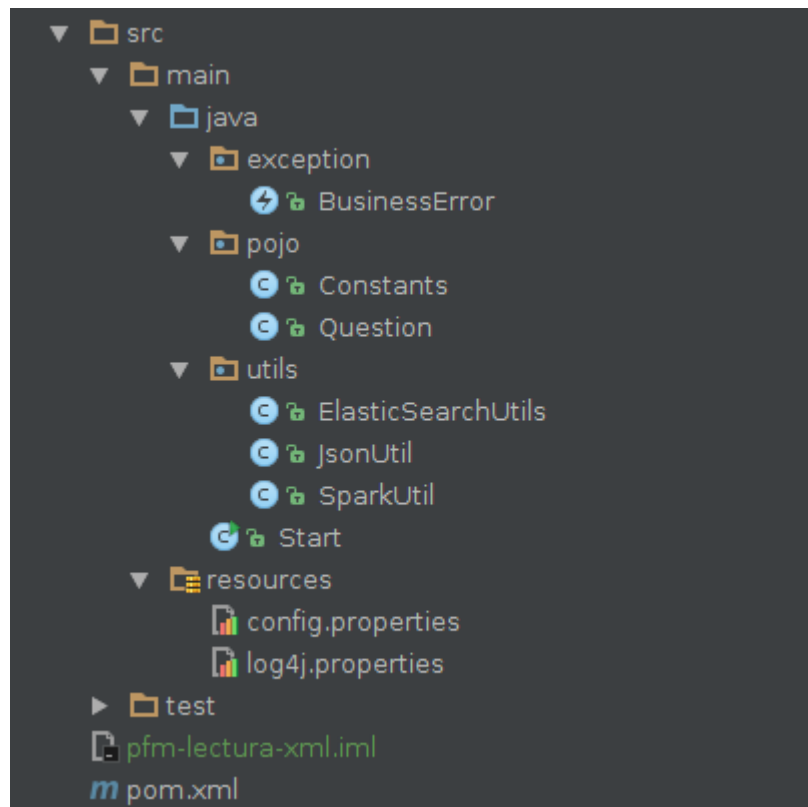 src
main
java
exception
BusinessError
pojo
Constants
Question
utils
ElasticSearchUtils
JsonUtil
SparkUtil
Start
resources
config.properties
log4j.properties
test
pfm-lectura-xml.iml
pom.xml